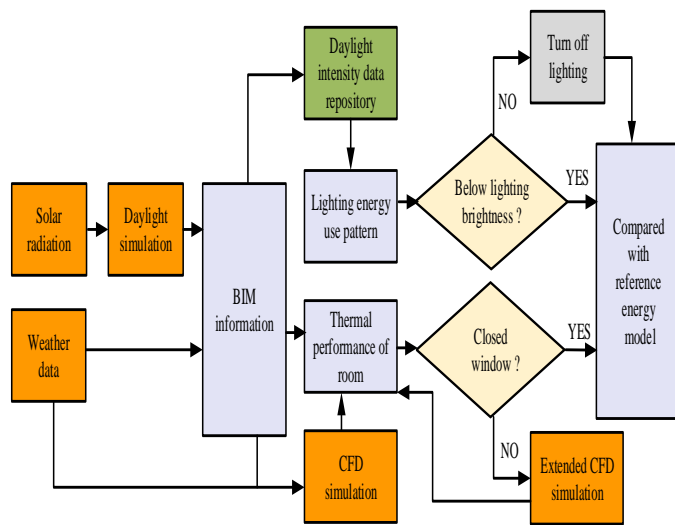 Daylight
intensity data
repository
Turn off
lighting
NO
Solar
radiation
Daylight
simulation
BIM
information
Lighting energy
use pattern
Below lighting
brightness ?
YES
Compared
with
reference
energy
model
Weather
data
Thermal
performance of
room
Closed
window ?
YES
NO
CFD
simulation
Extended CFD
simulation